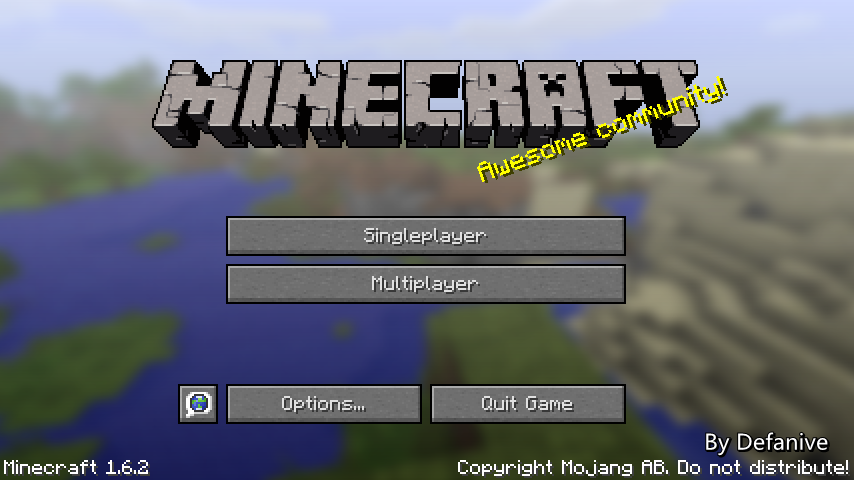 MINECRAFT
Awesome community!
Singleplayer
Multiplayer
Options...
Quit Game
By Defanive
Minecraft 1.6.2
Copyright Mojang AB. Do not distribute!